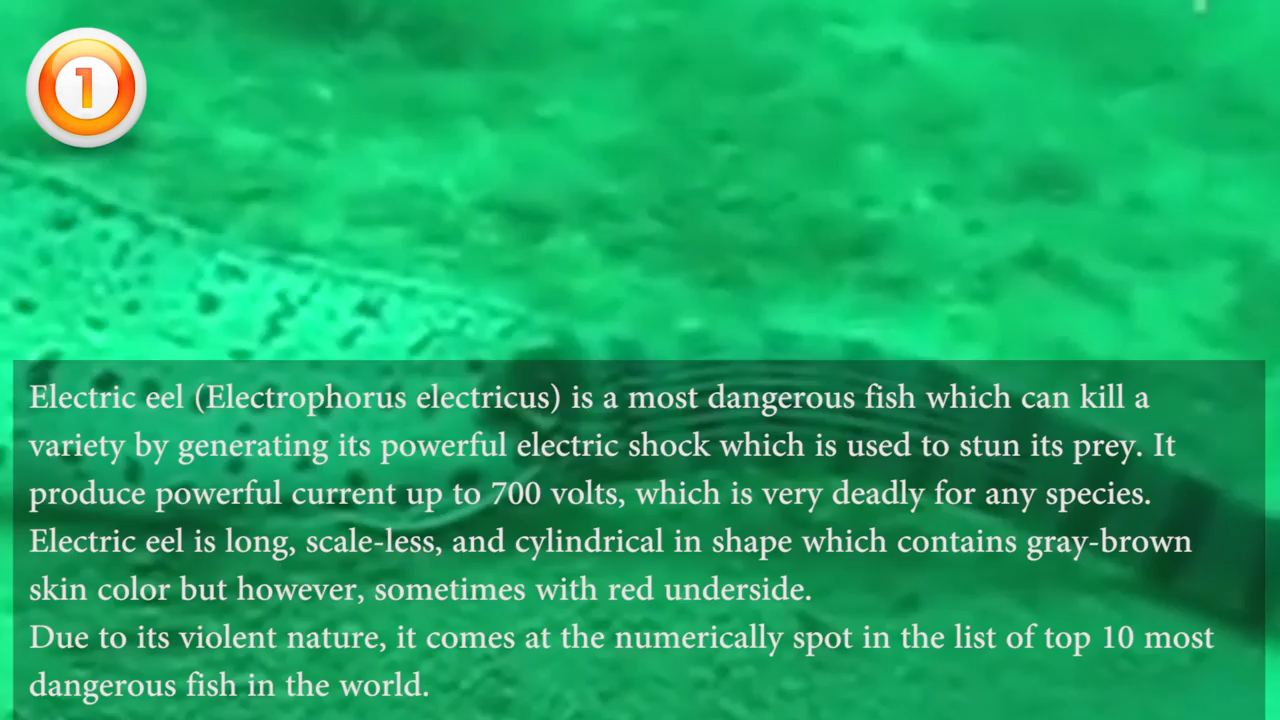 1
Electric eel (Electrophorus electricus) is a most dangerous fish which can kill a
variety by generating its powerful electric shock which is used to stun its prey. It
produce powerful current up to 700 volts, which is very deadly for any species.
Electric eel is long, scale-less, and cylindrical in shape which contains gray-brown
skin color but however, sometimes with red underside.
Due to its violent nature, it comes at the numerically spot in the list of top 10 most
dangerous fish in the world.